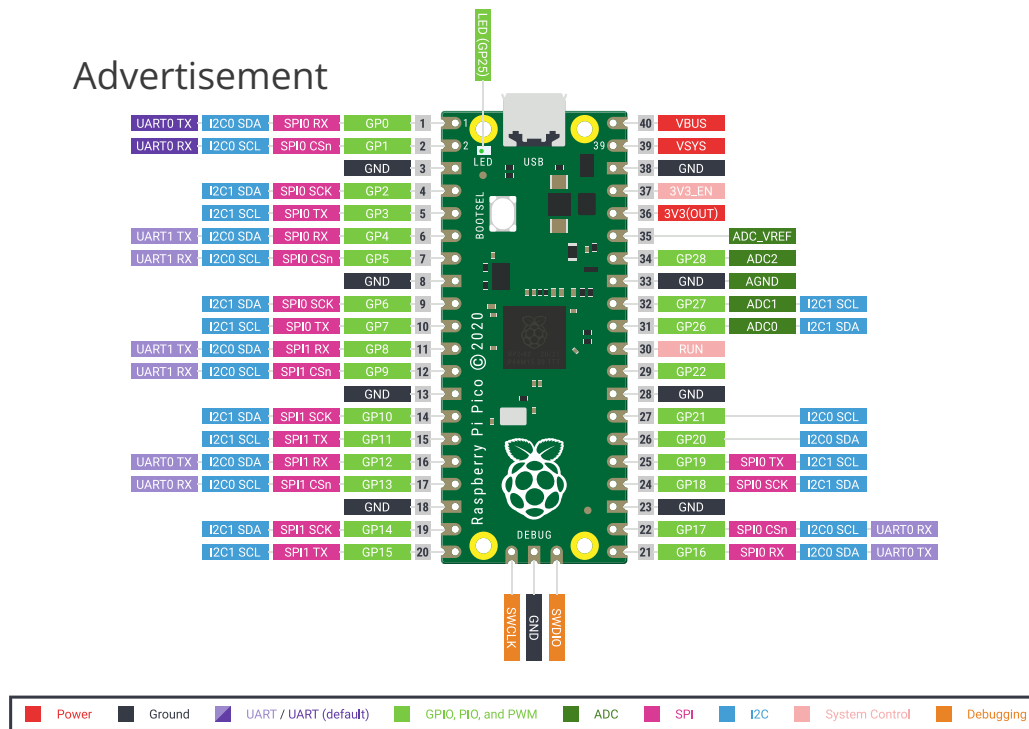 LED (GP25)
Advertisement
UART0 TX I2C0 SDA SPI0 RX GP0 1 1 40 VBUS
UART0 RX I2C0 SCL SPI0 CSn GP1 2 2 39 39 VSYS
LED USB
GND 3 38 GND
I2C1 SDA SPI0 SCK GP2 4 37 3V3_EN
I2C1 SCL SPI0 TX GP3 5 36 3V3(OUT)
BOOTSEL
UART1 TX I2C0 SDA SPI0 RX GP4 6 35 ADC_VREF
UART1 RX I2C0 SCL SPI0 CSn GP5 7 34 GP28 ADC2
GND 8 33 GND AGND
I2C1 SDA SPI0 SCK GP6 9 32 GP27 ADC1 I2C1 SCL
I2C1 SCL SPI0 TX GP7 10 31 GP26 ADC0 I2C1 SDA
UART1 TX I2C0 SDA SPI1 RX GP8 11 30 RUN
UART1 RX I2C0 SCL SPI1 CSn GP9 12 29 GP22
GND 13 28 GND
I2C1 SDA SPI1 SCK GP10 14 27 GP21 I2C0 SCL
I2C1 SCL SPI1 TX GP11 15 26 GP20 I2C0 SDA
UART0 TX I2C0 SDA SPI1 RX GP12 16 25 GP19 SPI0 TX I2C1 SCL
UART0 RX I2C0 SCL SPI1 CSn GP13 17 24 GP18 SPI0 SCK I2C1 SDA
GND 18 23 GND
I2C1 SDA SPI1 SCK GP14 19 22 GP17 SPI0 CSn I2C0 SCL UART0 RX
I2C1 SCL SPI1 TX GP15 20 21 GP16 SPI0 RX I2C0 SDA UART0 TX
Raspberry Pi Pico © 2020
DEBUG
SWCLK GND SWDIO
Power Ground UART / UART (default) GPIO, PIO, and PWM ADC SPI I2C System Control Debugging